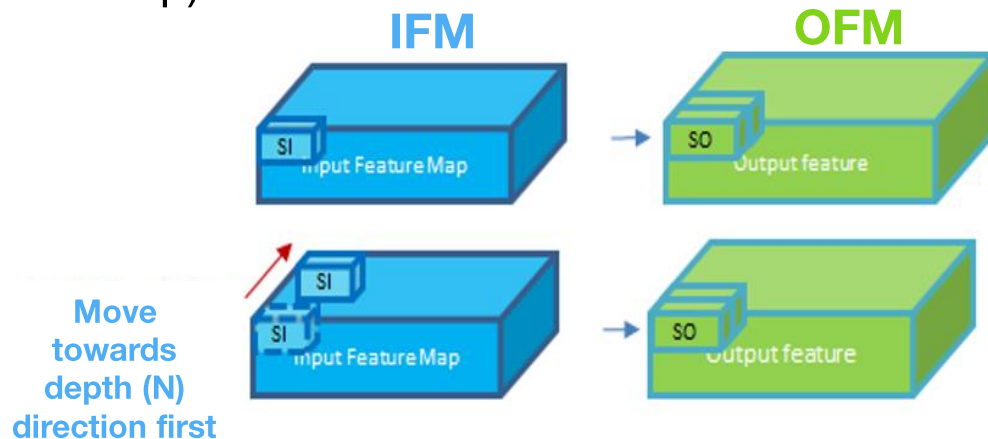 IFM
OFM
SI
Input Feature Map
SO
Output feature
SI
SI
Input Feature Map
SO
Output feature
Move
towards
depth (N)
direction first